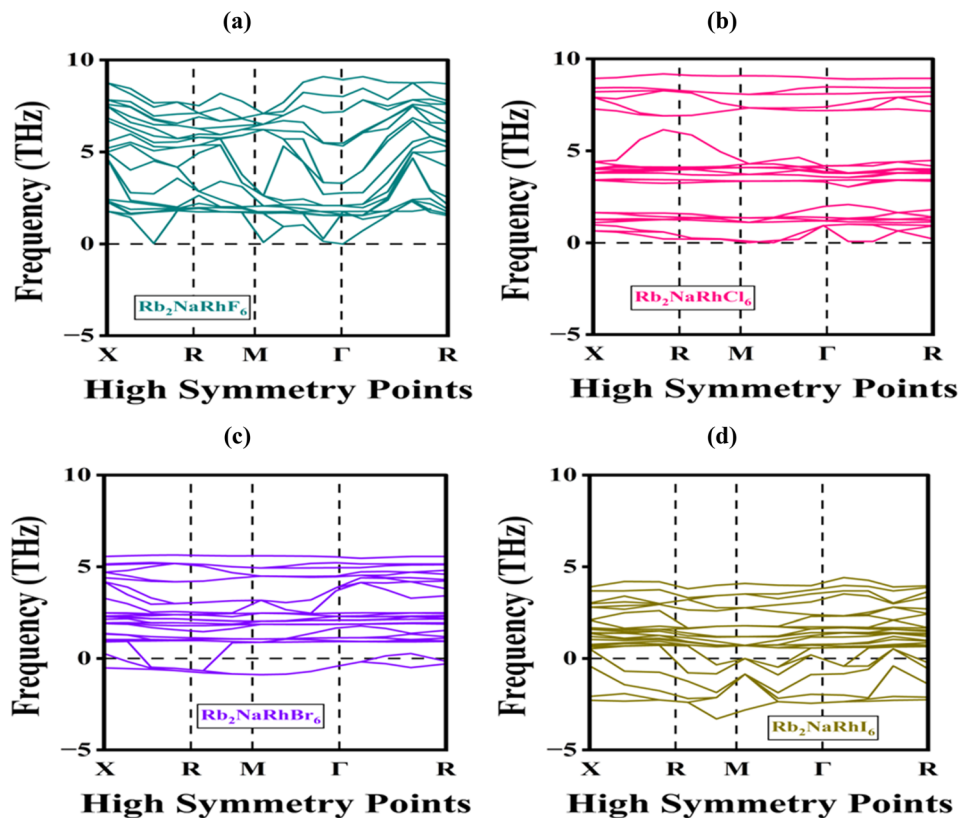 (a)
(b)
Frequency (THz)
10
5
0
−5
Rb₂NaRhF₆
X R M Γ R
High Symmetry Points
Frequency (THz)
10
5
0
−5
Rb₂NaRhCl₆
X R M Γ R
High Symmetry Points
(c)
(d)
Frequency (THz)
10
5
0
−5
Rb₂NaRhBr₆
X R M Γ R
High Symmetry Points
Frequency (THz)
10
5
0
−5
Rb₂NaRhI₆
X R M Γ R
High Symmetry Points